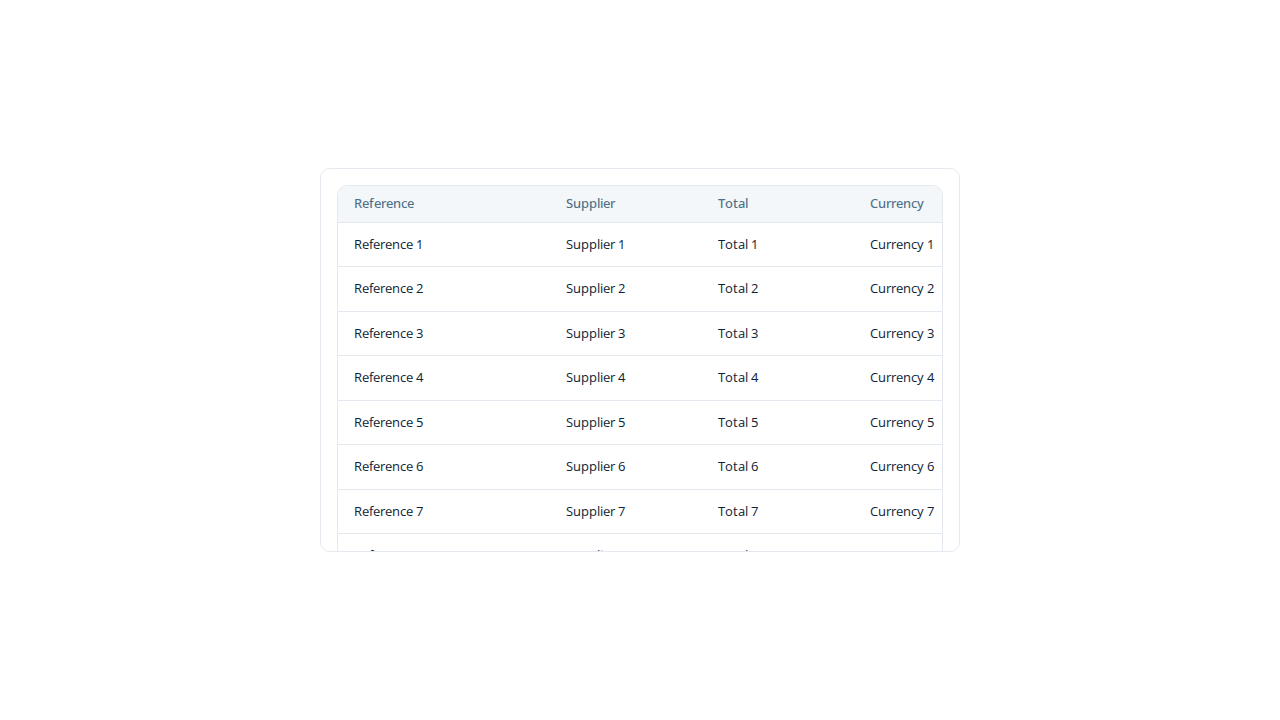 Reference Supplier Total Currency
Reference 1 Supplier 1 Total 1 Currency 1
Reference 2 Supplier 2 Total 2 Currency 2
Reference 3 Supplier 3 Total 3 Currency 3
Reference 4 Supplier 4 Total 4 Currency 4
Reference 5 Supplier 5 Total 5 Currency 5
Reference 6 Supplier 6 Total 6 Currency 6
Reference 7 Supplier 7 Total 7 Currency 7